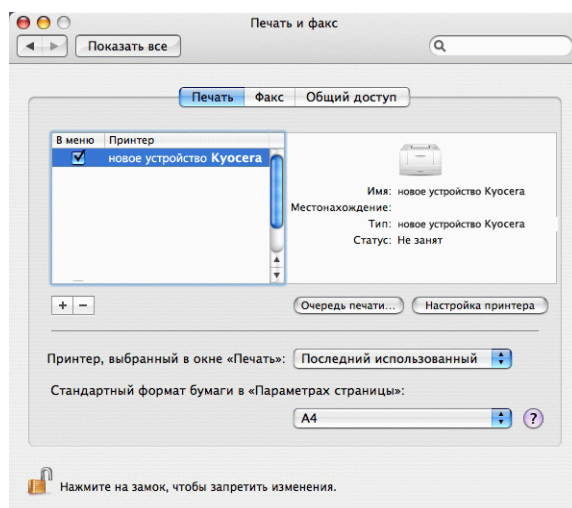 Печать и факс
Показать все
Печать Факс Общий доступ
В меню Принтер
новое устройство Kyocera
Имя: новое устройство Kyocera
Местонахождение:
Тип: новое устройство Kyocera
Статус: Не занят
+ −
Очередь печати... Настройка принтера
Принтер, выбранный в окне «Печать»: Последний использованный
Стандартный формат бумаги в «Параметрах страницы»:
A4 ?
Нажмите на замок, чтобы запретить изменения.